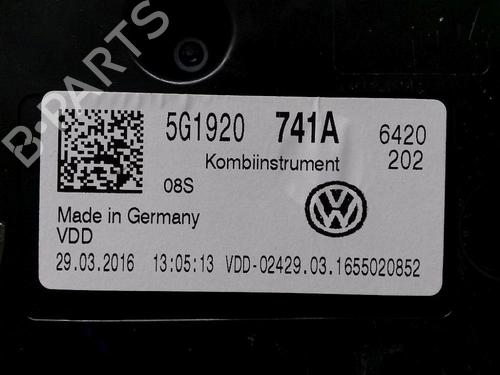 B-PARTS
5G1920 741A 6420
Kombiinstrument 202
08S
Made in Germany
VDD
29.03.2016 13:05:13 VDD-02429.03.1655020852